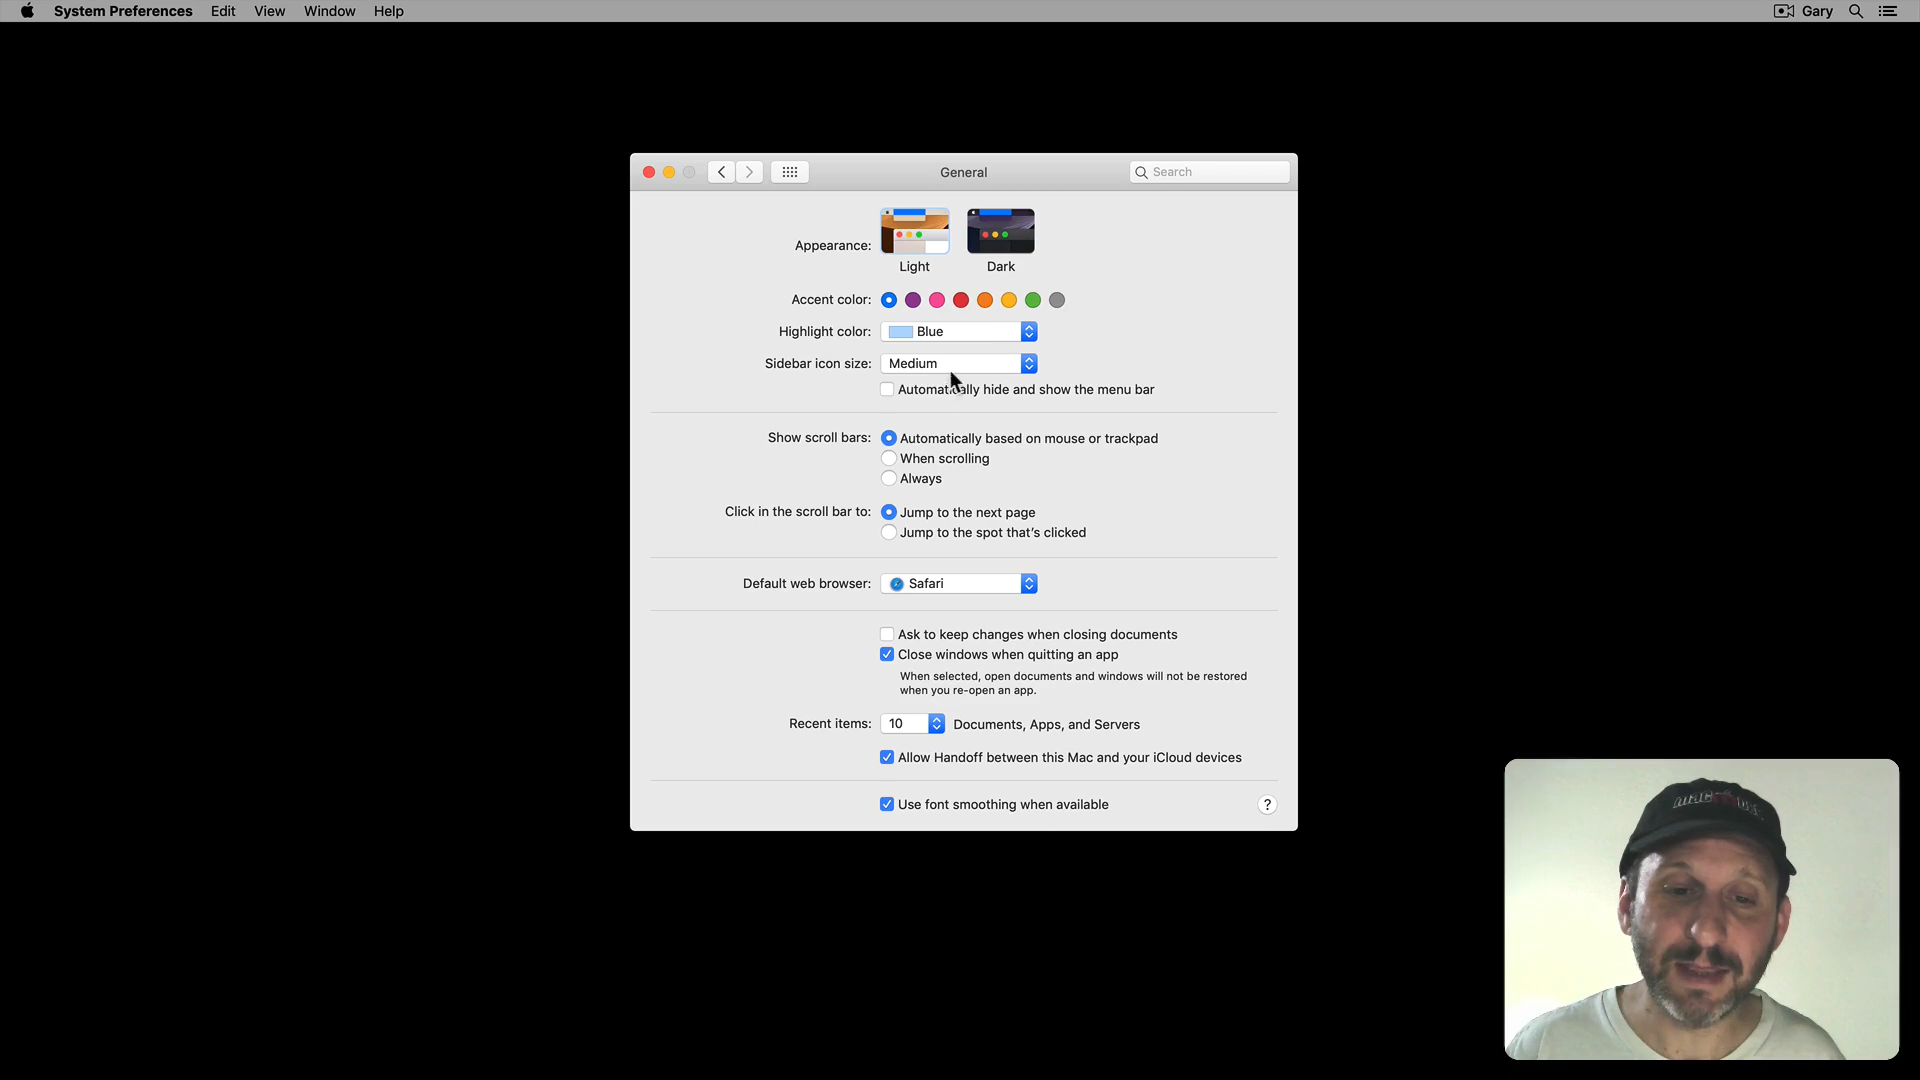 System Preferences Edit View Window Help Gary
General Search
Appearance:
Light Dark
Accent color:
Highlight color: Blue
Sidebar icon size: Medium
Automatically hide and show the menu bar
Show scroll bars: Automatically based on mouse or trackpad
When scrolling
Always
Click in the scroll bar to: Jump to the next page
Jump to the spot that's clicked
Default web browser: Safari
Ask to keep changes when closing documents
Close windows when quitting an app
When selected, open documents and windows will not be restored
when you re-open an app.
Recent items: 10 Documents, Apps, and Servers
Allow Handoff between this Mac and your iCloud devices
Use font smoothing when available ?